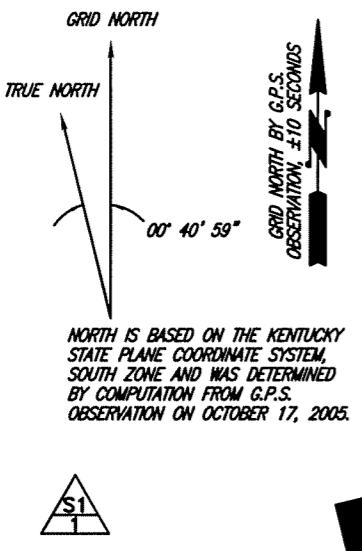 GRID NORTH
TRUE NORTH
00° 40' 59"
GRID NORTH BY G.P.S.
OBSERVATION, ±10 SECONDS
N
NORTH IS BASED ON THE KENTUCKY
STATE PLANE COORDINATE SYSTEM,
SOUTH ZONE AND WAS DETERMINED
BY COMPUTATION FROM G.P.S.
OBSERVATION ON OCTOBER 17, 2005.
S1
1